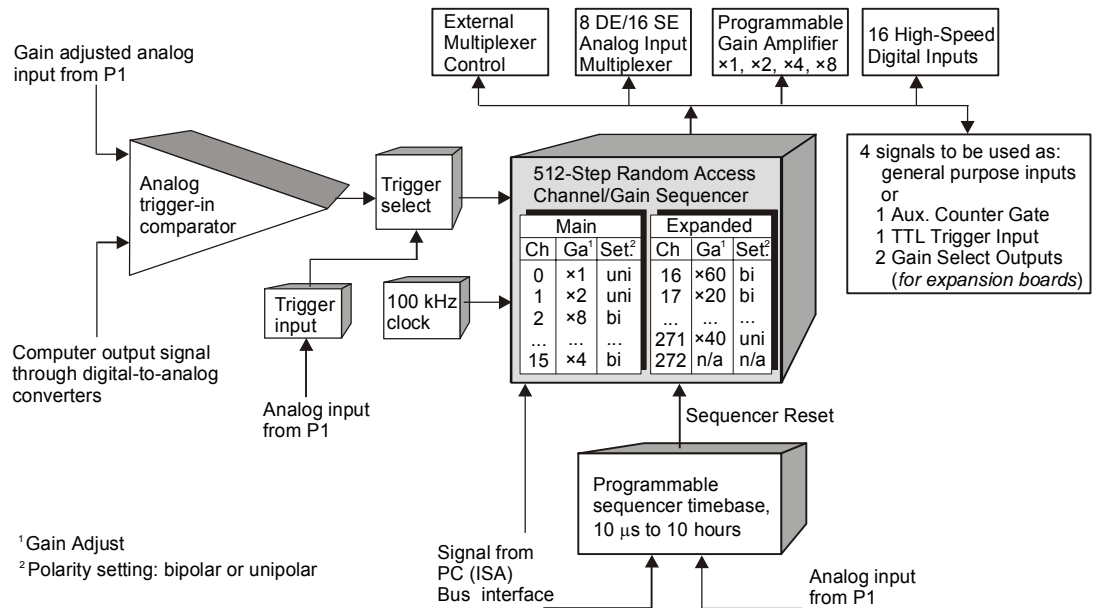 External
Multiplexer
Control
8 DE/16 SE
Analog Input
Multiplexer
Programmable
Gain Amplifier
×1, ×2, ×4, ×8
16 High-Speed
Digital Inputs
Gain adjusted analog
input from P1
Analog
trigger-in
comparator
Trigger
select
512-Step Random Access
Channel/Gain Sequencer
Main
Ch Ga¹ Set.²
0 ×1 uni
1 ×2 uni
2 ×8 bi
... ... ...
15 ×4 bi
Expanded
Ch Ga¹ Set.²
16 ×60 bi
17 ×20 bi
... ... ...
271 ×40 uni
272 n/a n/a
4 signals to be used as:
general purpose inputs
or
1 Aux. Counter Gate
1 TTL Trigger Input
2 Gain Select Outputs
(for expansion boards)
Trigger
input
100 kHz
clock
Computer output signal
through digital-to-analog
converters
Analog input
from P1
Sequencer Reset
Programmable
sequencer timebase,
10 μs to 10 hours
¹Gain Adjust
²Polarity setting: bipolar or unipolar
Signal from
PC (ISA)
Bus interface
Analog input
from P1